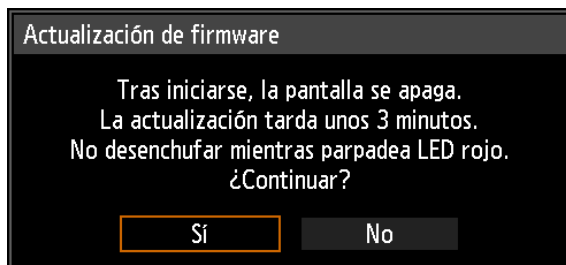 Actualización de firmware
Tras iniciarse, la pantalla se apaga.
La actualización tarda unos 3 minutos.
No desenchufar mientras parpadea LED rojo.
¿Continuar?
Sí
No